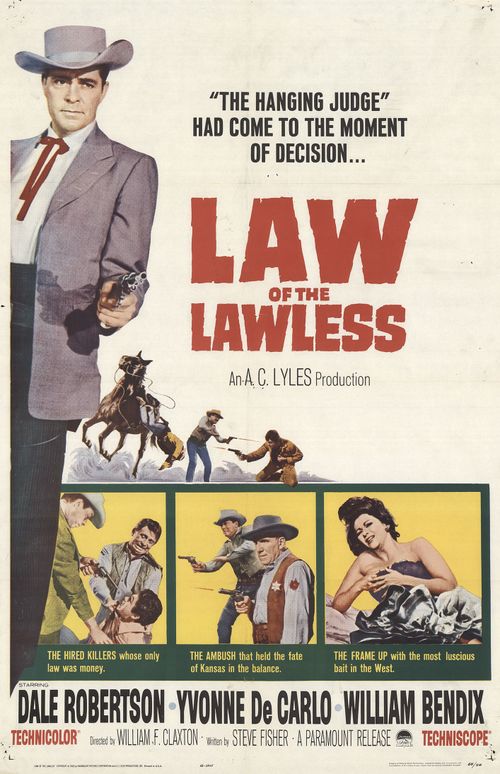 "THE HANGING JUDGE"
HAD COME TO THE MOMENT
OF DECISION...
LAW
OF THE
LAWLESS
An A.C. LYLES Production
THE HIRED KILLERS whose only
law was money.
THE AMBUSH that held the fate
of Kansas in the balance.
THE FRAME UP with the most luscious
bait in the West.
STARRING
DALE ROBERTSON · YVONNE De CARLO · WILLIAM BENDIX
TECHNICOLOR® Directed by WILLIAM F. CLAXTON · Written by STEVE FISHER · A PARAMOUNT RELEASE TECHNISCOPE®